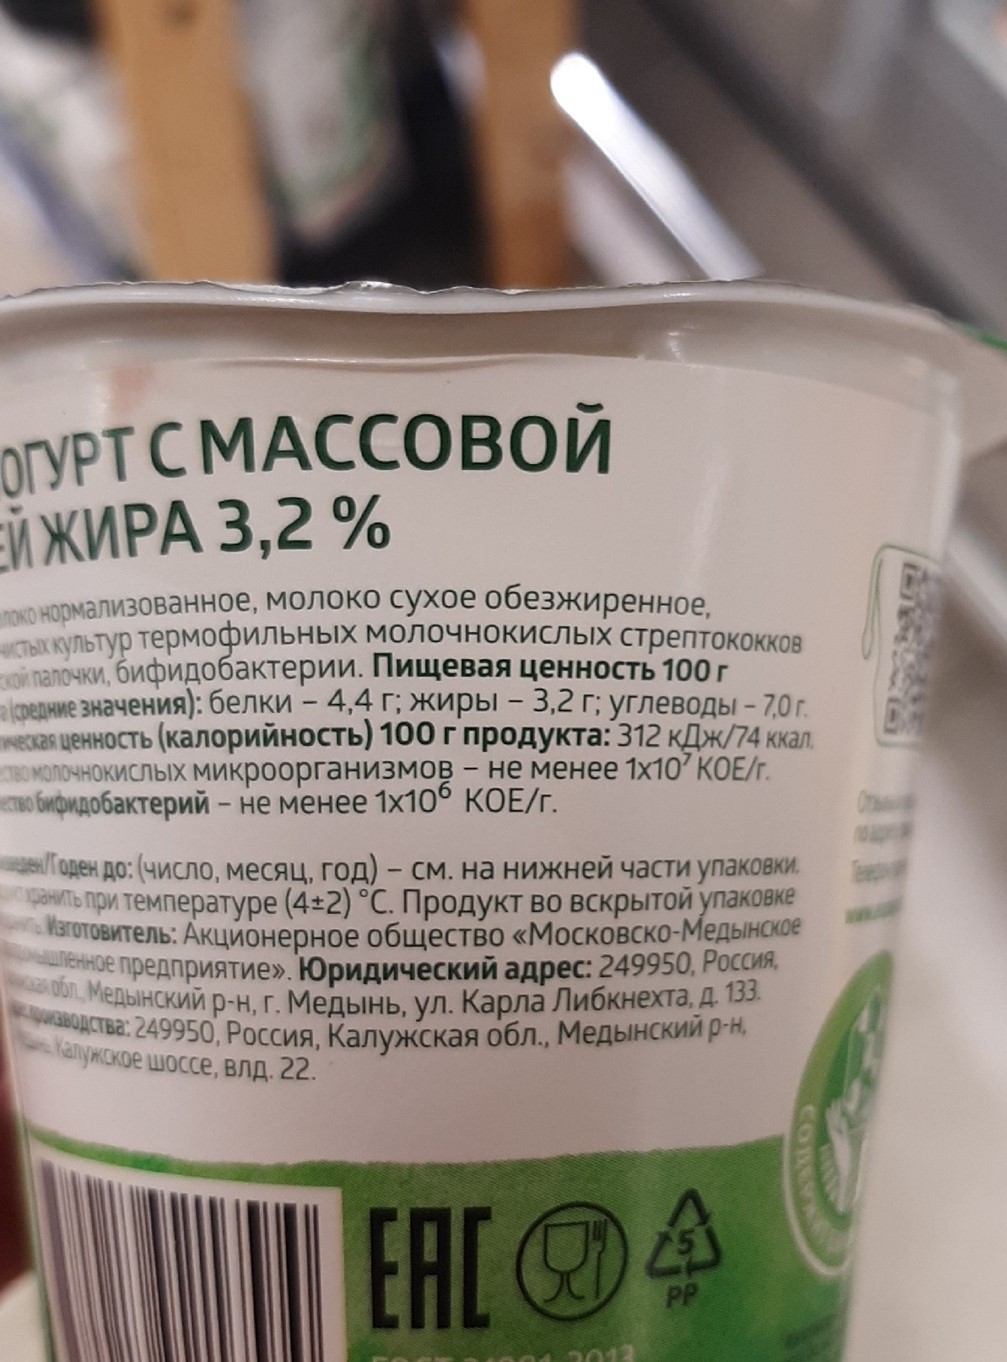 ОГУРТ С МАССОВОЙ
ЕЙ ЖИРА 3,2 %
локо нормализованное, молоко сухое обезжиренное,
чистых культур термофильных молочнокислых стрептококков
ской палочки, бифидобактерии. Пищевая ценность 100 г
а (средние значения): белки – 4,4 г; жиры – 3,2 г; углеводы – 7,0 г.
тическая ценность (калорийность) 100 г продукта: 312 кДж/74 ккал.
ство молочнокислых микроорганизмов – не менее 1х10⁷ КОЕ/г.
ество бифидобактерий – не менее 1х10⁶ КОЕ/г.
веден/Годен до: (число, месяц, год) – см. на нижней части упаковки.
хранить при температуре (4±2) °С. Продукт во вскрытой упаковке
Изготовитель: Акционерное общество «Московско-Медынское
предприятие». Юридический адрес: 249950, Россия,
обл., Медынский р-н, г. Медынь, ул. Карла Либкнехта, д. 133.
производства: 249950, Россия, Калужская обл., Медынский р-н,
Калужское шоссе, влд. 22.
ЕАС
5
PP